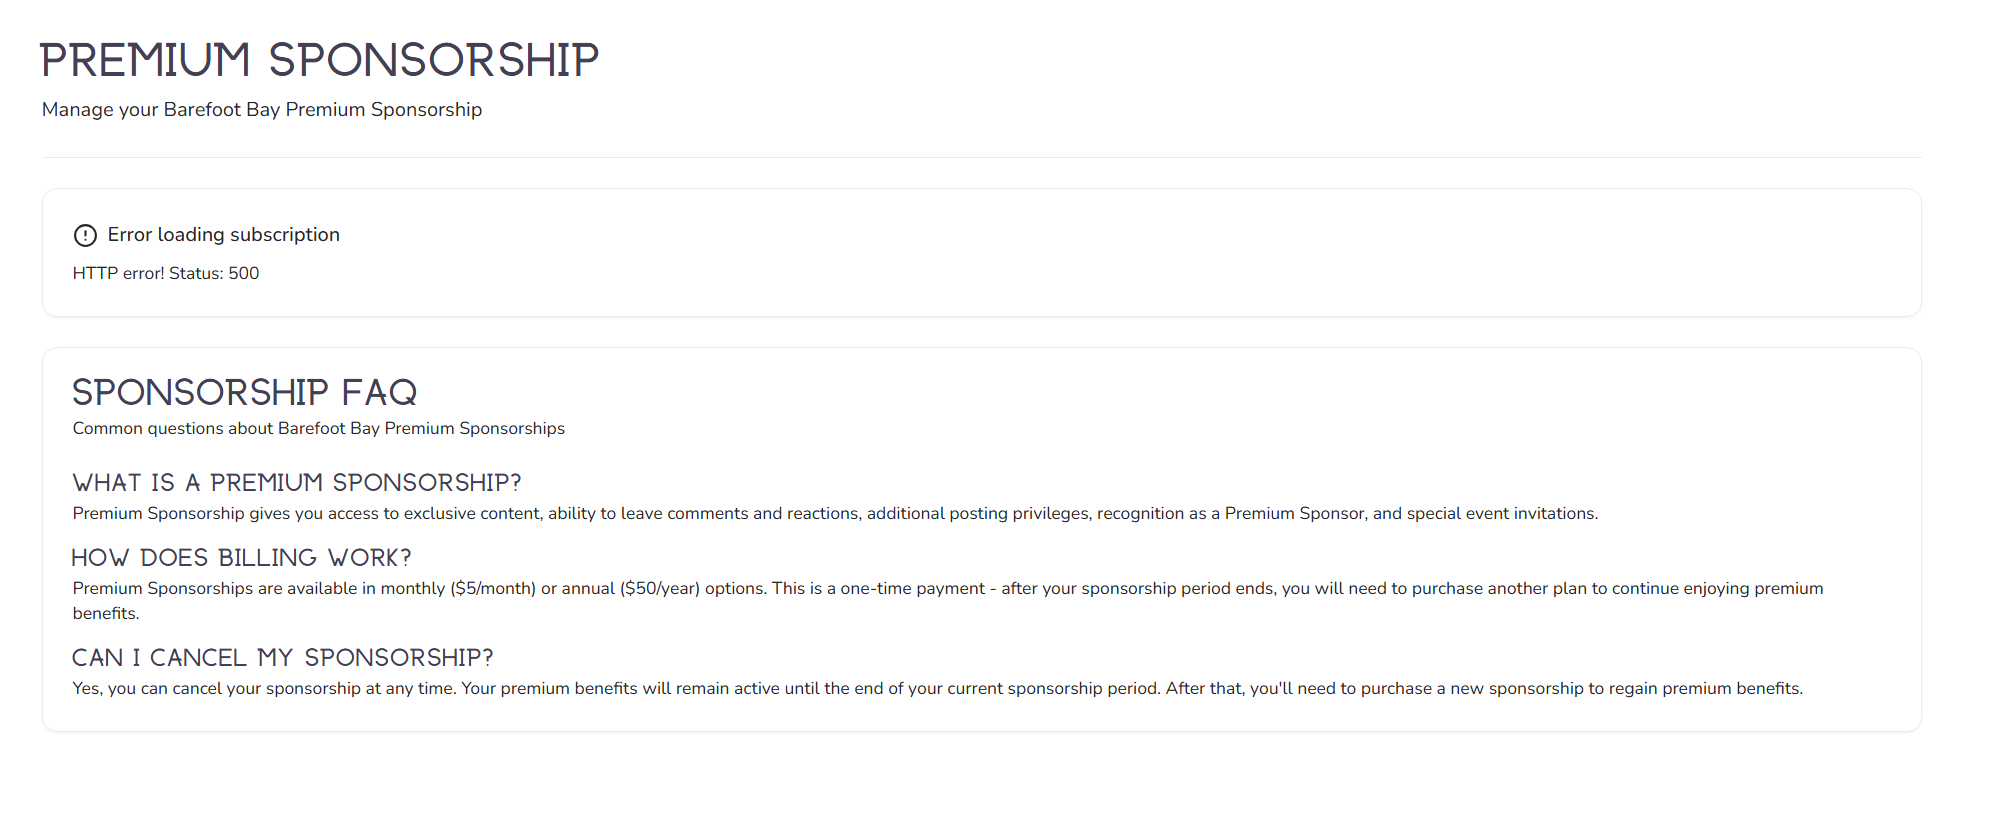 PREMIUM SPONSORSHIP
Manage your Barefoot Bay Premium Sponsorship
Error loading subscription
HTTP error! Status: 500
SPONSORSHIP FAQ
Common questions about Barefoot Bay Premium Sponsorships
WHAT IS A PREMIUM SPONSORSHIP?
Premium Sponsorship gives you access to exclusive content, ability to leave comments and reactions, additional posting privileges, recognition as a Premium Sponsor, and special event invitations.
HOW DOES BILLING WORK?
Premium Sponsorships are available in monthly ($5/month) or annual ($50/year) options. This is a one-time payment - after your sponsorship period ends, you will need to purchase another plan to continue enjoying premium
benefits.
CAN I CANCEL MY SPONSORSHIP?
Yes, you can cancel your sponsorship at any time. Your premium benefits will remain active until the end of your current sponsorship period. After that, you'll need to purchase a new sponsorship to regain premium benefits.